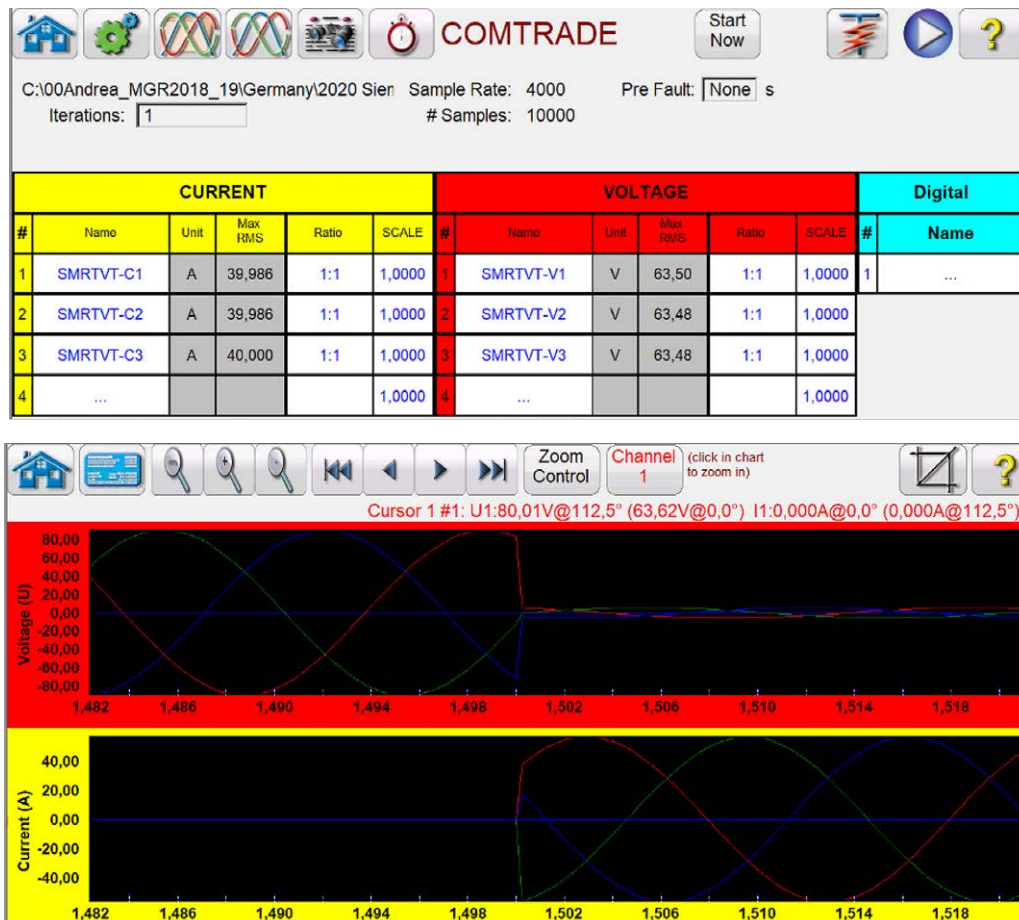 COMTRADE
Start
Now
?
C:\00Andrea_MGR2018_19\Germany\2020 Sien Sample Rate: 4000 Pre Fault: None s
Iterations: 1 # Samples: 10000
CURRENT VOLTAGE Digital
# Name Unit Max RMS Ratio SCALE # Name Unit Max RMS Ratio SCALE # Name
1 SMRTVT-C1 A 39,986 1:1 1,0000 1 SMRTVT-V1 V 63,50 1:1 1,0000 1 ...
2 SMRTVT-C2 A 39,986 1:1 1,0000 2 SMRTVT-V2 V 63,48 1:1 1,0000
3 SMRTVT-C3 A 40,000 1:1 1,0000 3 SMRTVT-V3 V 63,48 1:1 1,0000
4 ... 1,0000 4 ... 1,0000
Zoom
Control
Channel
1
(click in chart
to zoom in)
?
Cursor 1 #1: U1:80,01V@112,5° (63,62V@0,0°) I1:0,000A@0,0° (0,000A@112,5°)
Voltage (U)
80,00
60,00
40,00
20,00
0,00
-20,00
-40,00
-60,00
-80,00
1,482 1,486 1,490 1,494 1,498 1,502 1,506 1,510 1,514 1,518
Current (A)
40,00
20,00
0,00
-20,00
-40,00
1,482 1,486 1,490 1,494 1,498 1,502 1,506 1,510 1,514 1,518